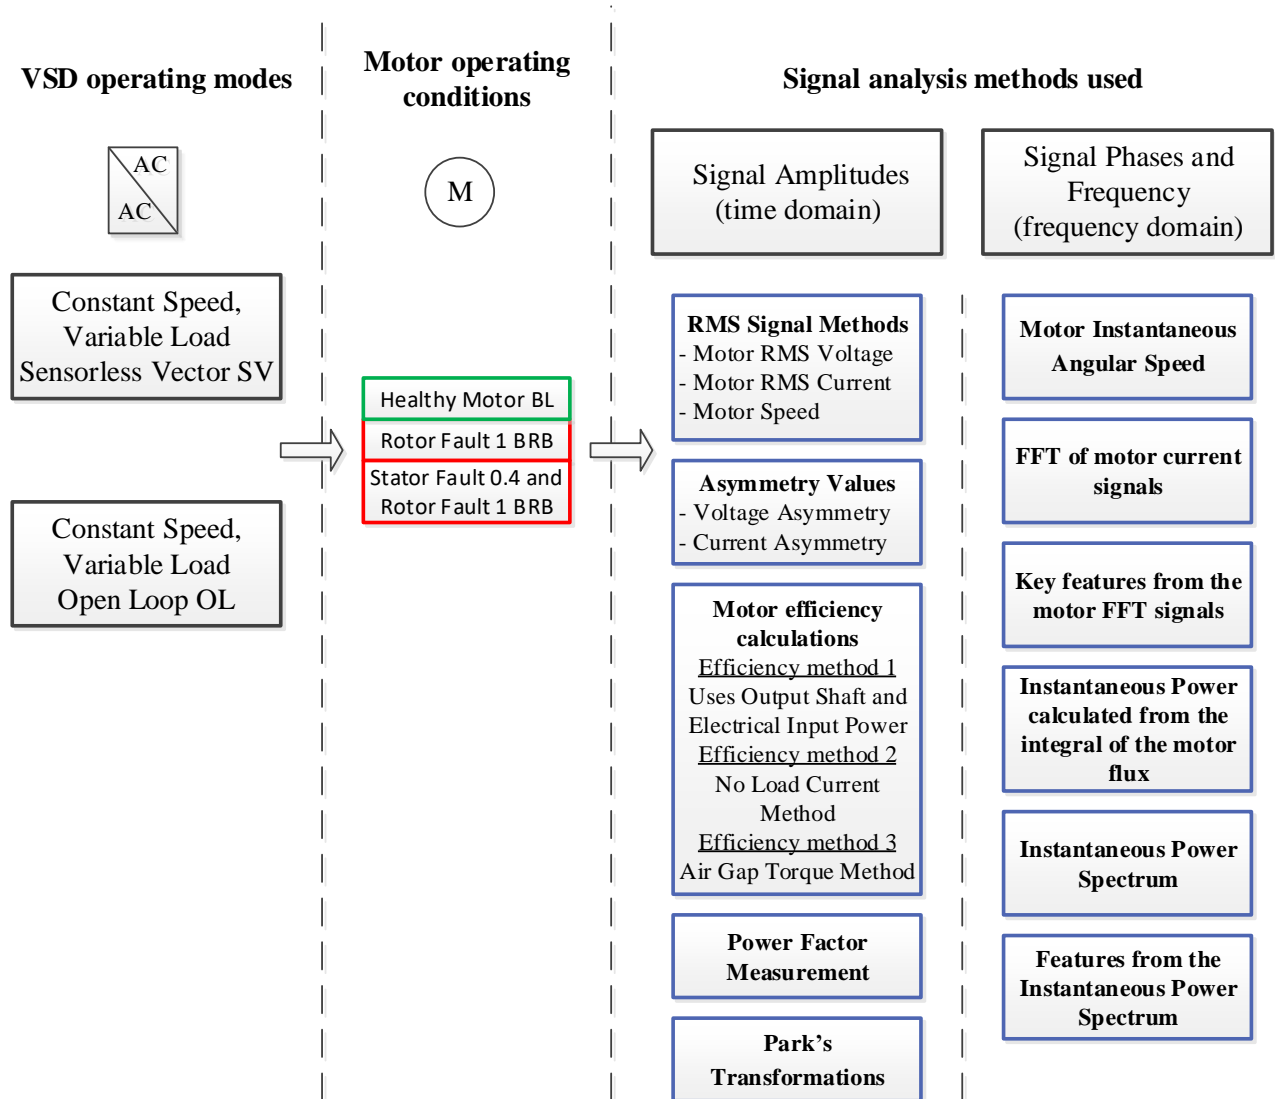 VSD operating modes
Motor operating
conditions
Signal analysis methods used
AC
AC
M
Signal Amplitudes
(time domain)
Signal Phases and
Frequency
(frequency domain)
Constant Speed,
Variable Load
Sensorless Vector SV
Constant Speed,
Variable Load
Open Loop OL
Healthy Motor BL
Rotor Fault 1 BRB
Stator Fault 0.4 and
Rotor Fault 1 BRB
RMS Signal Methods
- Motor RMS Voltage
- Motor RMS Current
- Motor Speed
Asymmetry Values
- Voltage Asymmetry
- Current Asymmetry
Motor efficiency
calculations
Efficiency method 1
Uses Output Shaft and
Electrical Input Power
Efficiency method 2
No Load Current
Method
Efficiency method 3
Air Gap Torque Method
Power Factor
Measurement
Park's
Transformations
Motor Instantaneous
Angular Speed
FFT of motor current
signals
Key features from the
motor FFT signals
Instantaneous Power
calculated from the
integral of the motor
flux
Instantaneous Power
Spectrum
Features from the
Instantaneous Power
Spectrum